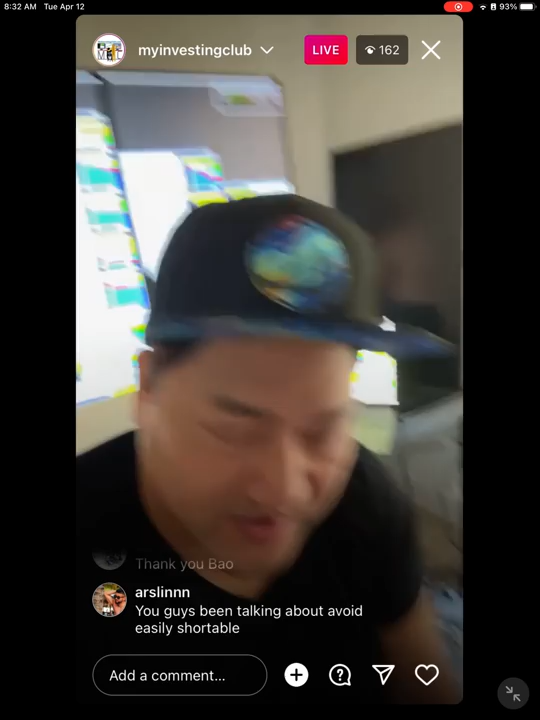 8:32 AM Tue Apr 12
93%
myinvestingclub
LIVE
162
Thank you Bao
arslinnn
You guys been talking about avoid
easily shortable
Add a comment...